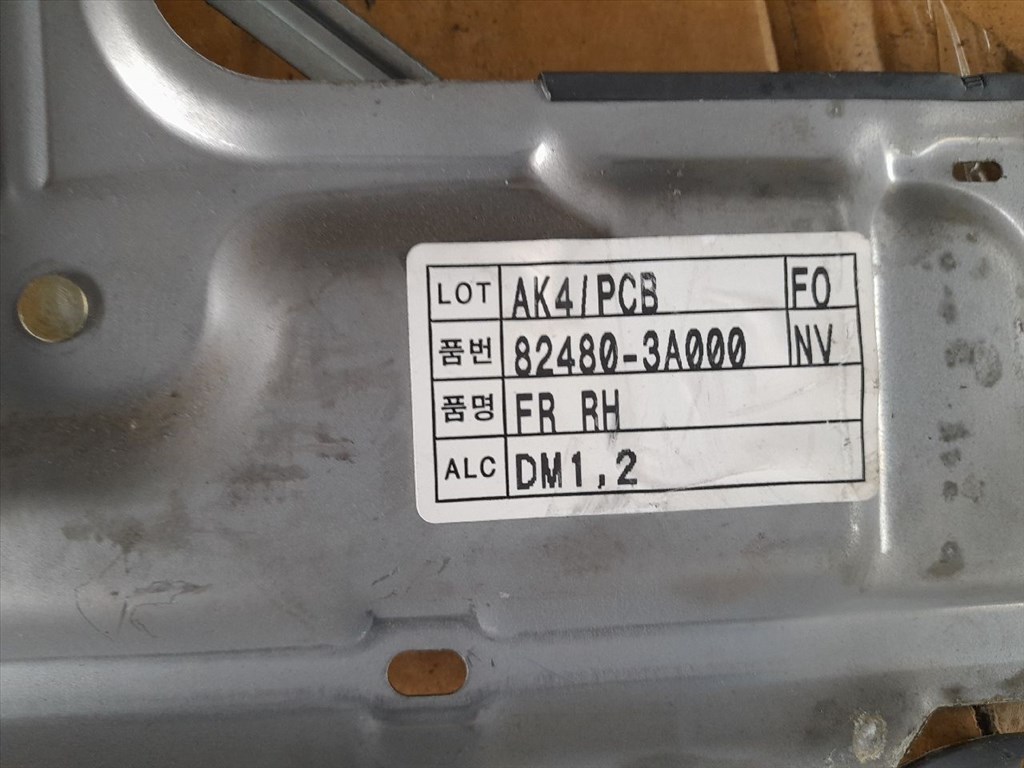 LOT AK4/PCB FO
품번 82480-3A000 NV
품명 FR RH
ALC DM1,2